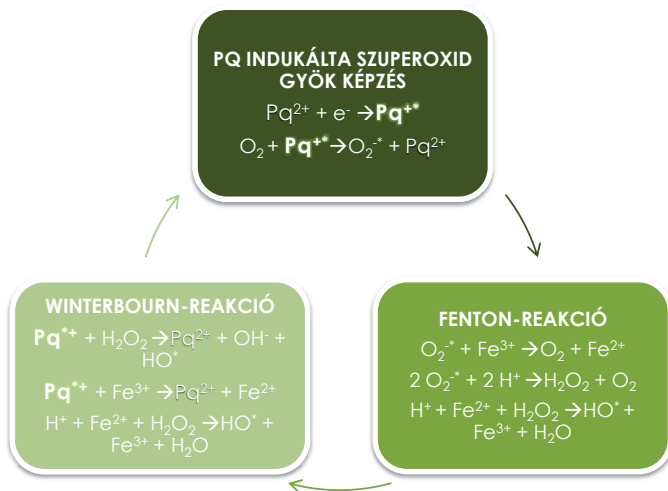 PQ INDUKÁLTA SZUPEROXID
GYÖK KÉPZÉS
Pq²⁺ + e⁻ →Pq⁺*
O₂ + Pq⁺*→O₂⁻* + Pq²⁺
WINTERBOURN-REAKCIÓ
Pq*⁺ + H₂O₂ →Pq²⁺ + OH⁻ +
HO*
Pq*⁺ + Fe³⁺ →Pq²⁺ + Fe²⁺
H⁺ + Fe²⁺ + H₂O₂ →HO* +
Fe³⁺ + H₂O
FENTON-REAKCIÓ
O₂⁻* + Fe³⁺ →O₂ + Fe²⁺
2 O₂⁻* + 2 H⁺ →H₂O₂ + O₂
H⁺ + Fe²⁺ + H₂O₂ →HO* +
Fe³⁺ + H₂O